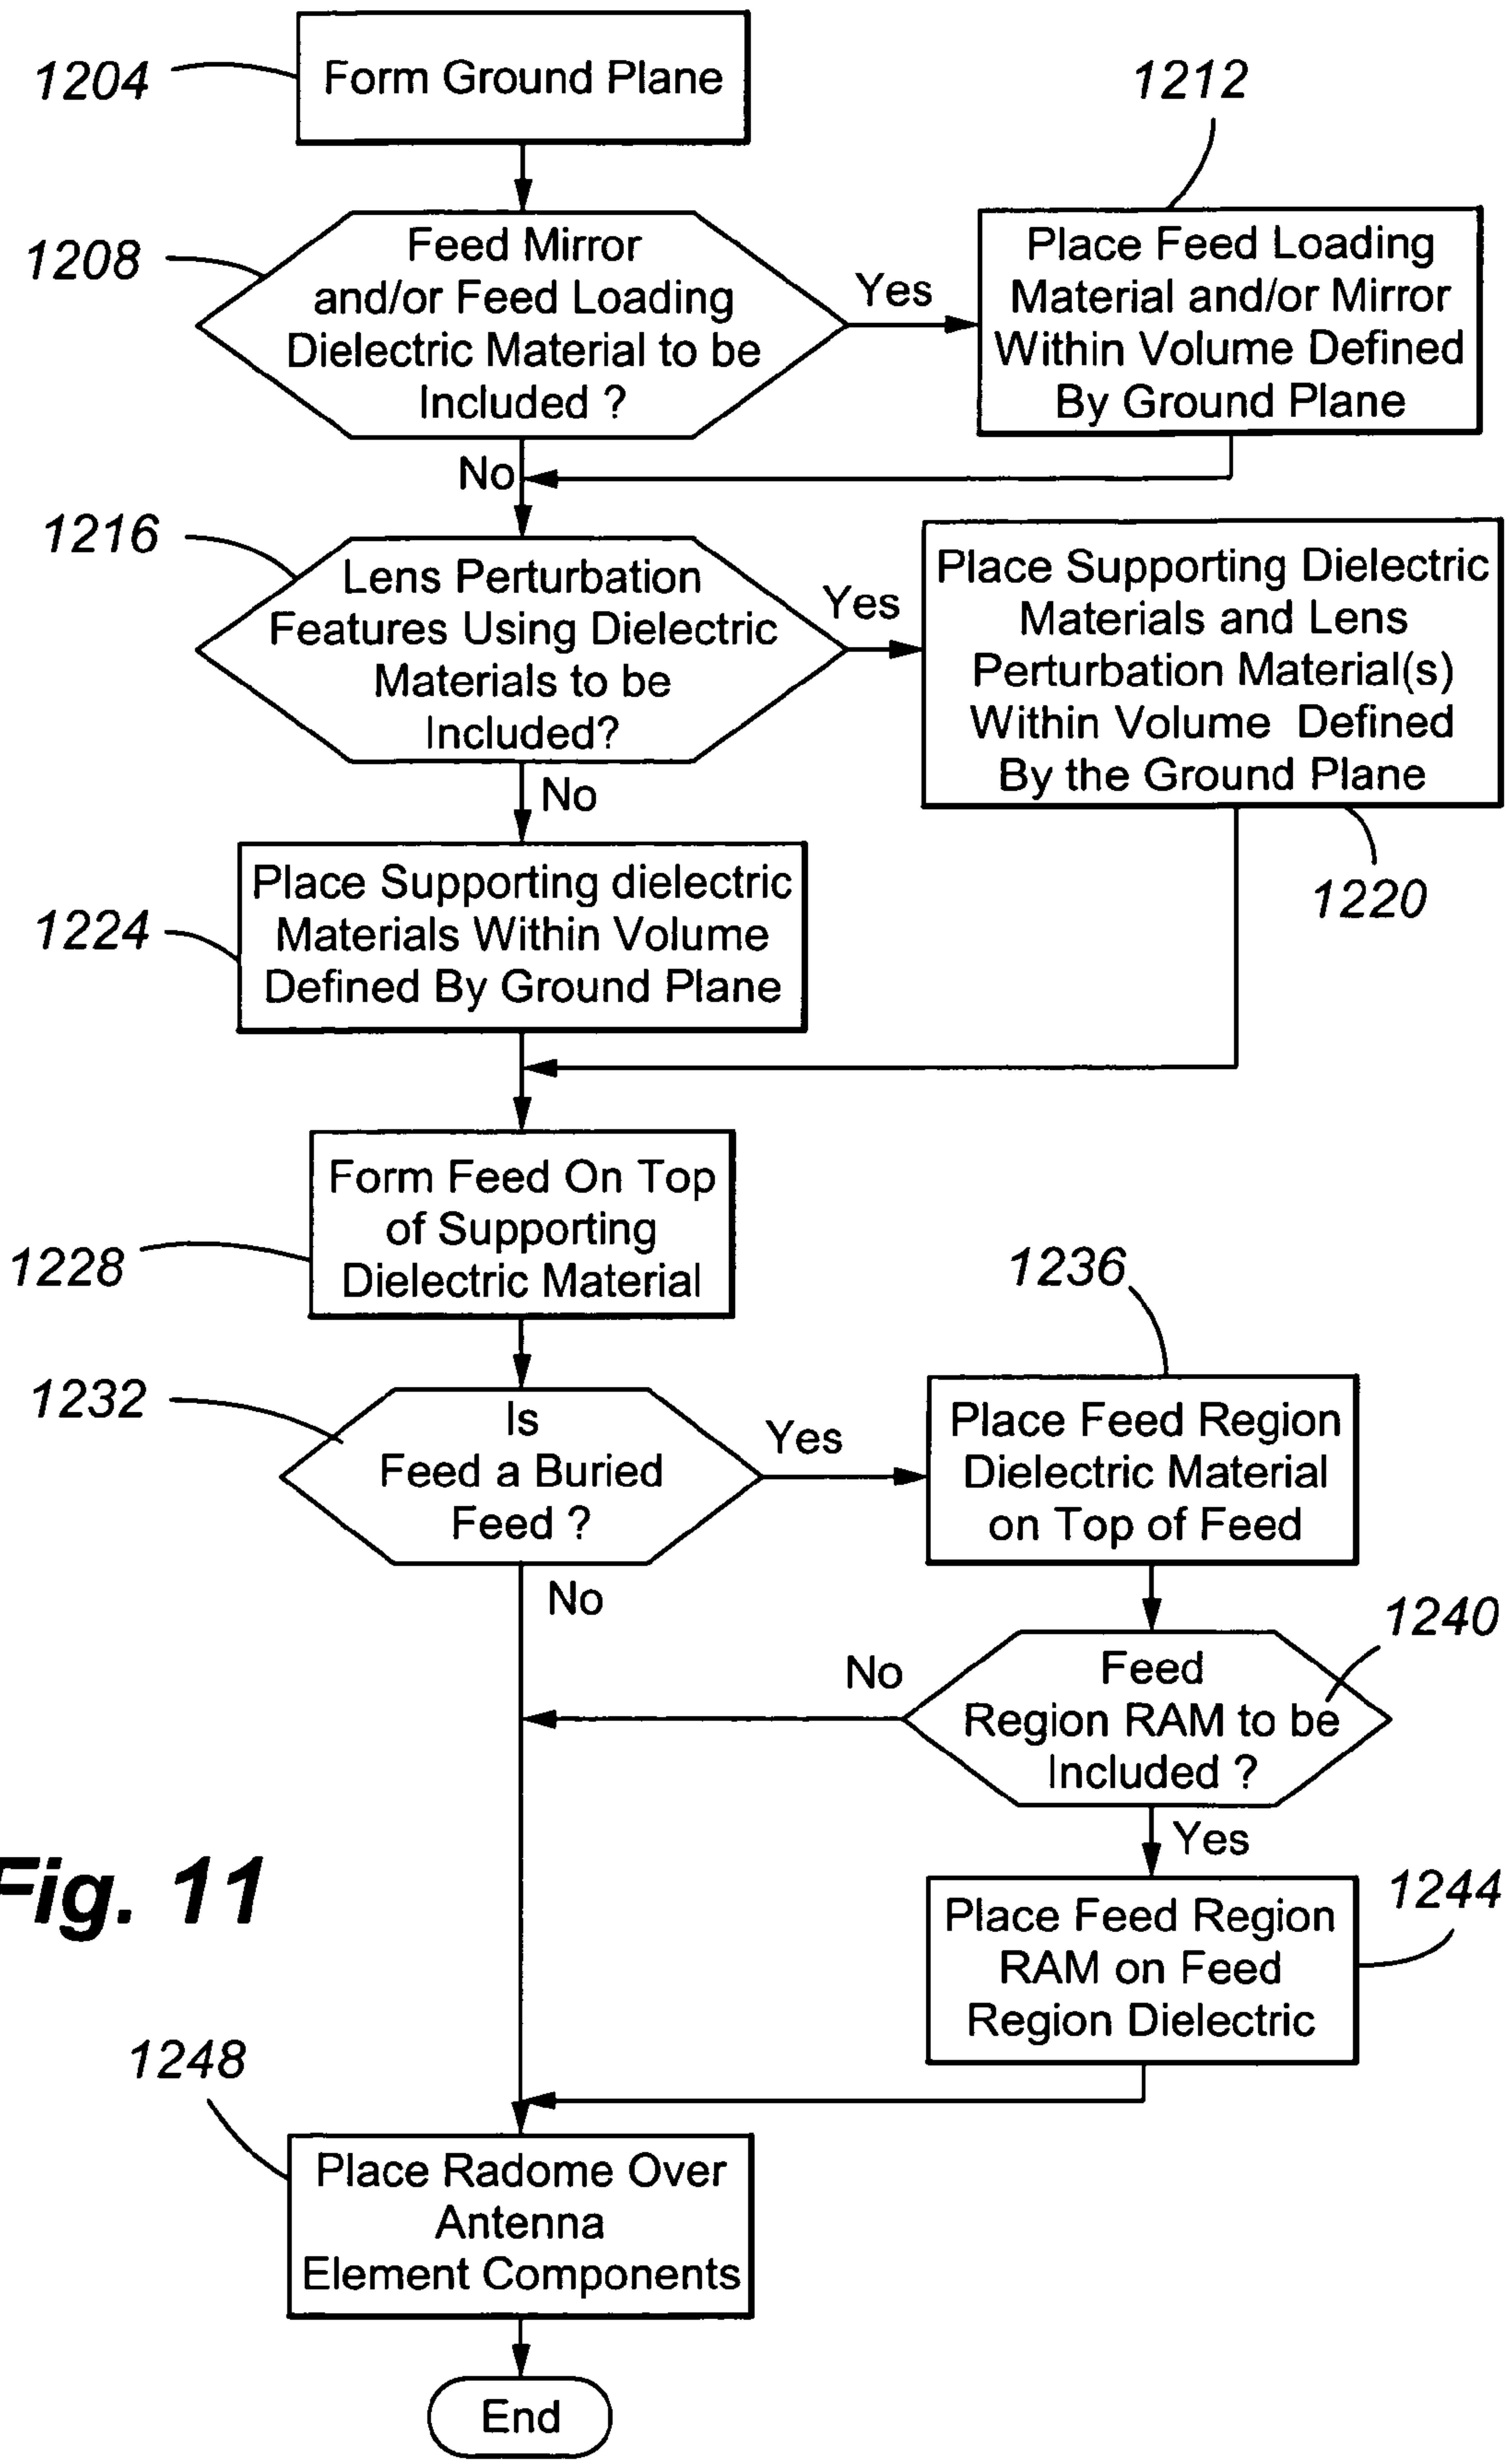 1204
Form Ground Plane
1212
1208
Feed Mirror
and/or Feed Loading
Dielectric Material to be
Included ?
Yes
Place Feed Loading
Material and/or Mirror
Within Volume Defined
By Ground Plane
No
1216
Lens Perturbation
Features Using Dielectric
Materials to be
Included?
Yes
Place Supporting Dielectric
Materials and Lens
Perturbation Material(s)
Within Volume Defined
By the Ground Plane
1220
No
1224
Place Supporting dielectric
Materials Within Volume
Defined By Ground Plane
1228
Form Feed On Top
of Supporting
Dielectric Material
1236
1232
Is
Feed a Buried
Feed ?
Yes
Place Feed Region
Dielectric Material
on Top of Feed
No
1240
Feed
Region RAM to be
Included ?
No
Yes
1244
Place Feed Region
RAM on Feed
Region Dielectric
Fig. 11
1248
Place Radome Over
Antenna
Element Components
End